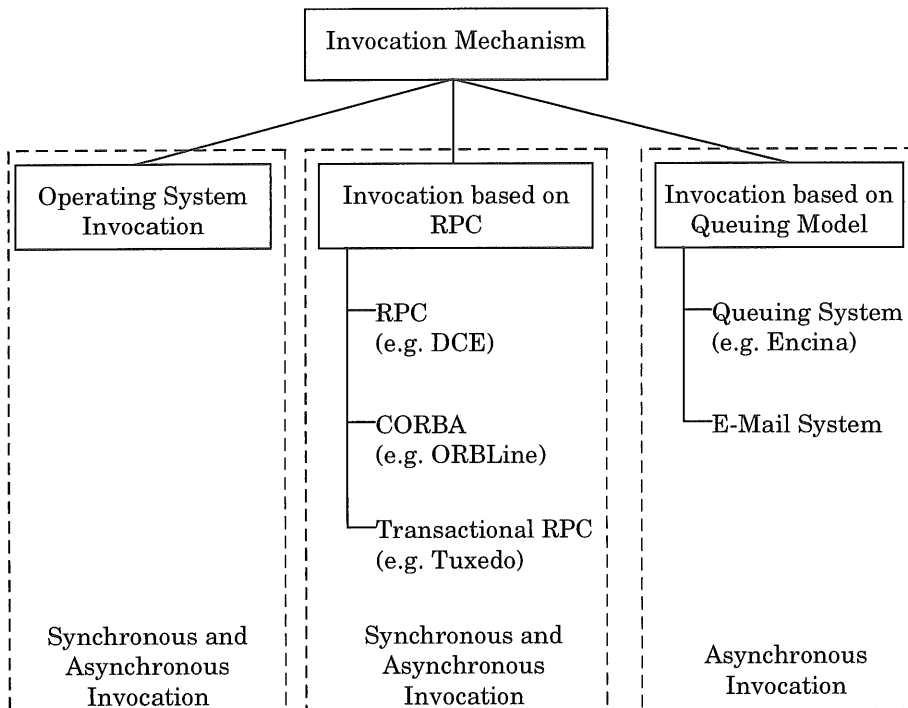 Invocation Mechanism
Operating System
Invocation
Invocation based on
RPC
RPC
(e.g. DCE)
CORBA
(e.g. ORBLine)
Transactional RPC
(e.g. Tuxedo)
Invocation based on
Queuing Model
Queuing System
(e.g. Encina)
E-Mail System
Synchronous and
Asynchronous
Invocation
Synchronous and
Asynchronous
Invocation
Asynchronous
Invocation